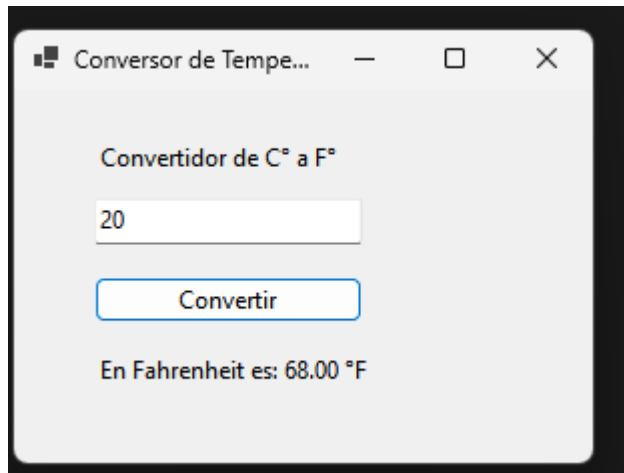 Conversor de Tempe...
Convertidor de C° a F°
20
Convertir
En Fahrenheit es: 68.00 °F